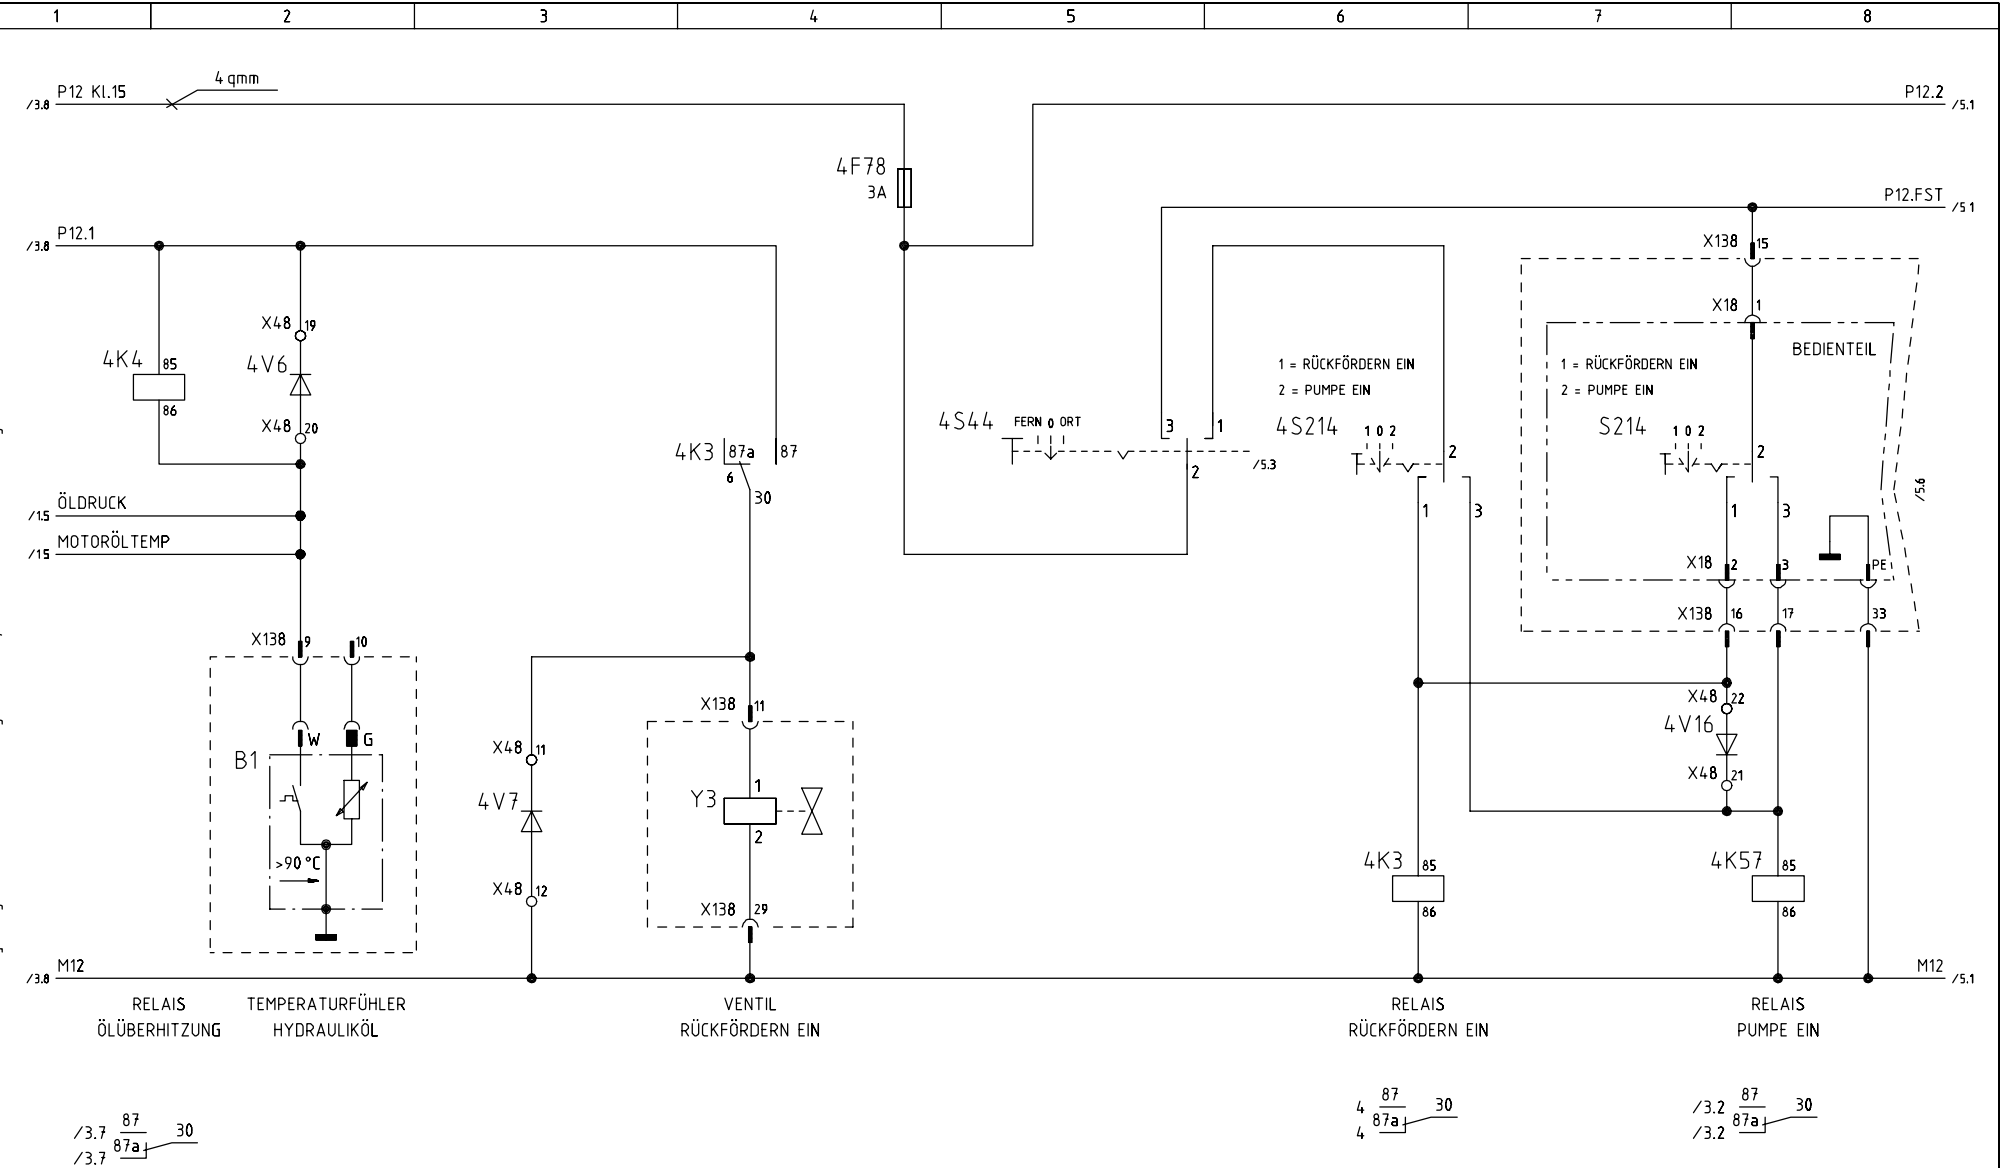 1 2 3 4 5 6 7 8
4 qmm
/3.8 P12 Kl.15
P12.2 /5.1
4F78
3A
P12.FST /5 1
/3.8 P12.1
X138 15
X18 1
X48 19
BEDIENTEIL
4K4 85
4V6
1 = RÜCKFÖRDERN EIN
1 = RÜCKFÖRDERN EIN
2 = PUMPE EIN
2 = PUMPE EIN
86
X48 20
4S44 FERN 0 ORT
3 1
4S214 1 0 2
S214 1 0 2
4K3 87a 87
2
2
6
2
/5.3
30
/5.6
ÖLDRUCK
/1.5
1 3
1 3
MOTORÖLTEMP
/15
X18 2 3 PE
X138 16 17 33
X138 9 10
X138 11
X48 22
4V16
W G
X48 11
B1
X48 21
1
4V7
Y3
2
>90 °C
4K3 85
4K57 85
X48 12
X138 29
86
86
/3.8 M12
M12 /5.1
RELAIS
ÖLÜBERHITZUNG
TEMPERATURFÜHLER
HYDRAULIKÖL
VENTIL
RÜCKFÖRDERN EIN
RELAIS
RÜCKFÖRDERN EIN
RELAIS
PUMPE EIN
/3.7 87
/3.7 87a 30
4 87
4 87a 30
/3.2 87
/3.2 87a 30